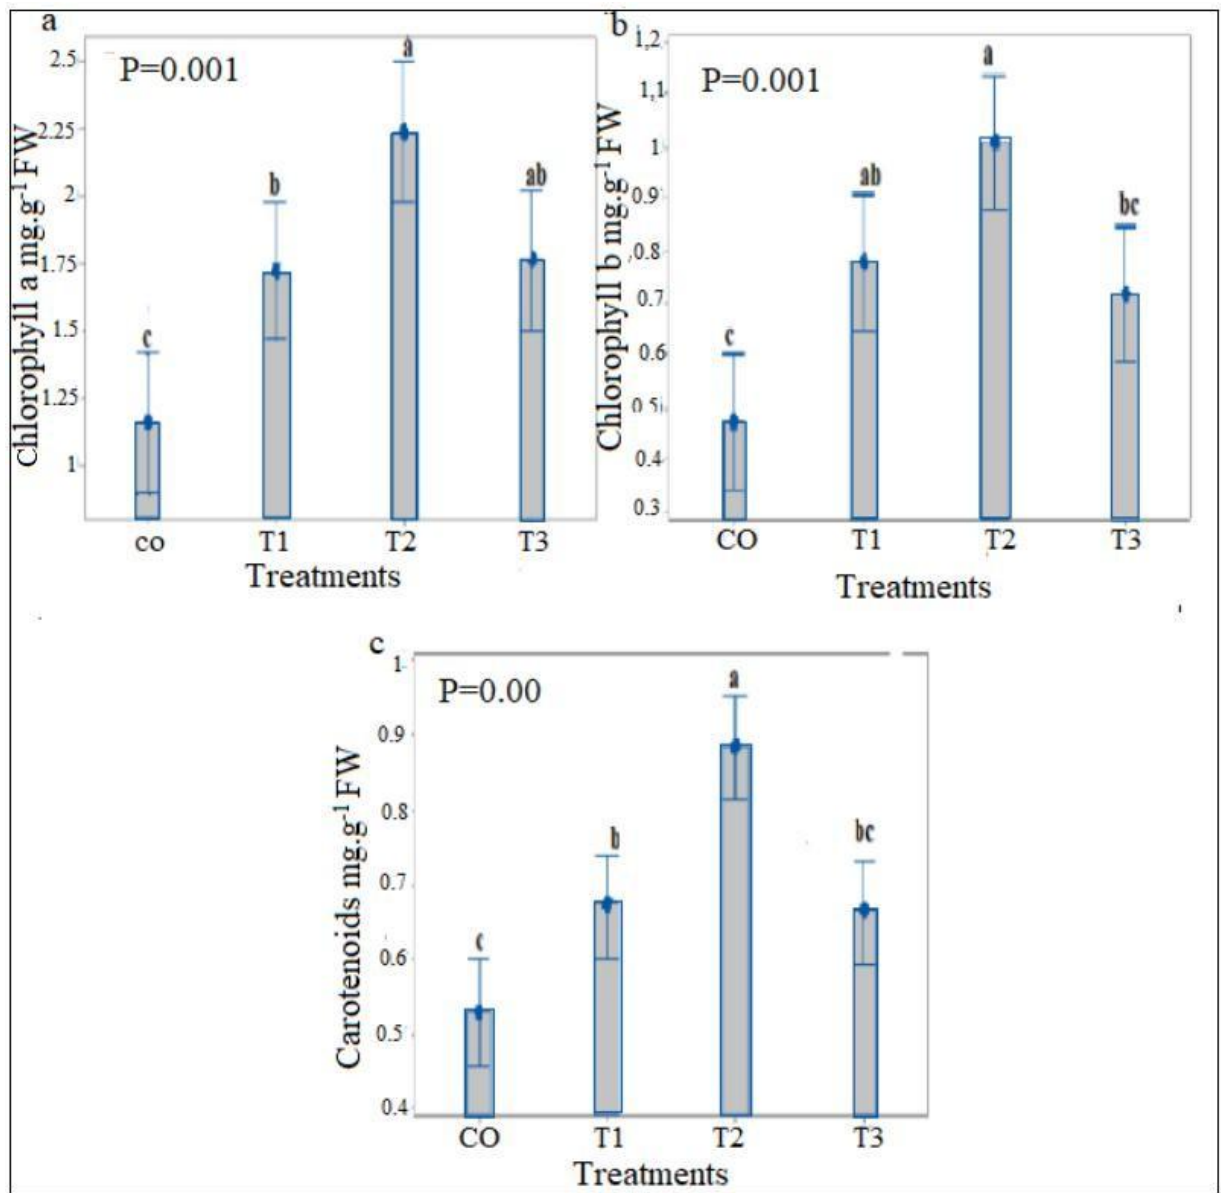 a
P=0.001
a
b
ab
c
2.5
2.25
2
1.75
1.5
1.25
1
Chlorophyll a mg.g⁻¹ FW
co T1 T2 T3
Treatments
b
P=0.001
a
ab
bc
c
1,2
1,1
1
0.9
0.8
0.7
0.6
0.5
0.4
0.3
Chlorophyll b mg.g⁻¹ FW
CO T1 T2 T3
Treatments
c
P=0.00
a
b
bc
c
1
0.9
0.8
0.7
0.6
0.5
0.4
Carotenoids mg.g⁻¹ FW
CO T1 T2 T3
Treatments